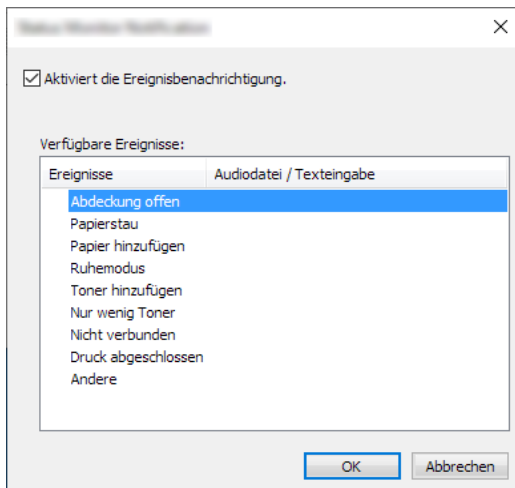 Aktiviert die Ereignisbenachrichtigung.
Verfügbare Ereignisse:
Ereignisse Audiodatei / Texteingabe
Abdeckung offen
Papierstau
Papier hinzufügen
Ruhemodus
Toner hinzufügen
Nur wenig Toner
Nicht verbunden
Druck abgeschlossen
Andere
OK Abbrechen